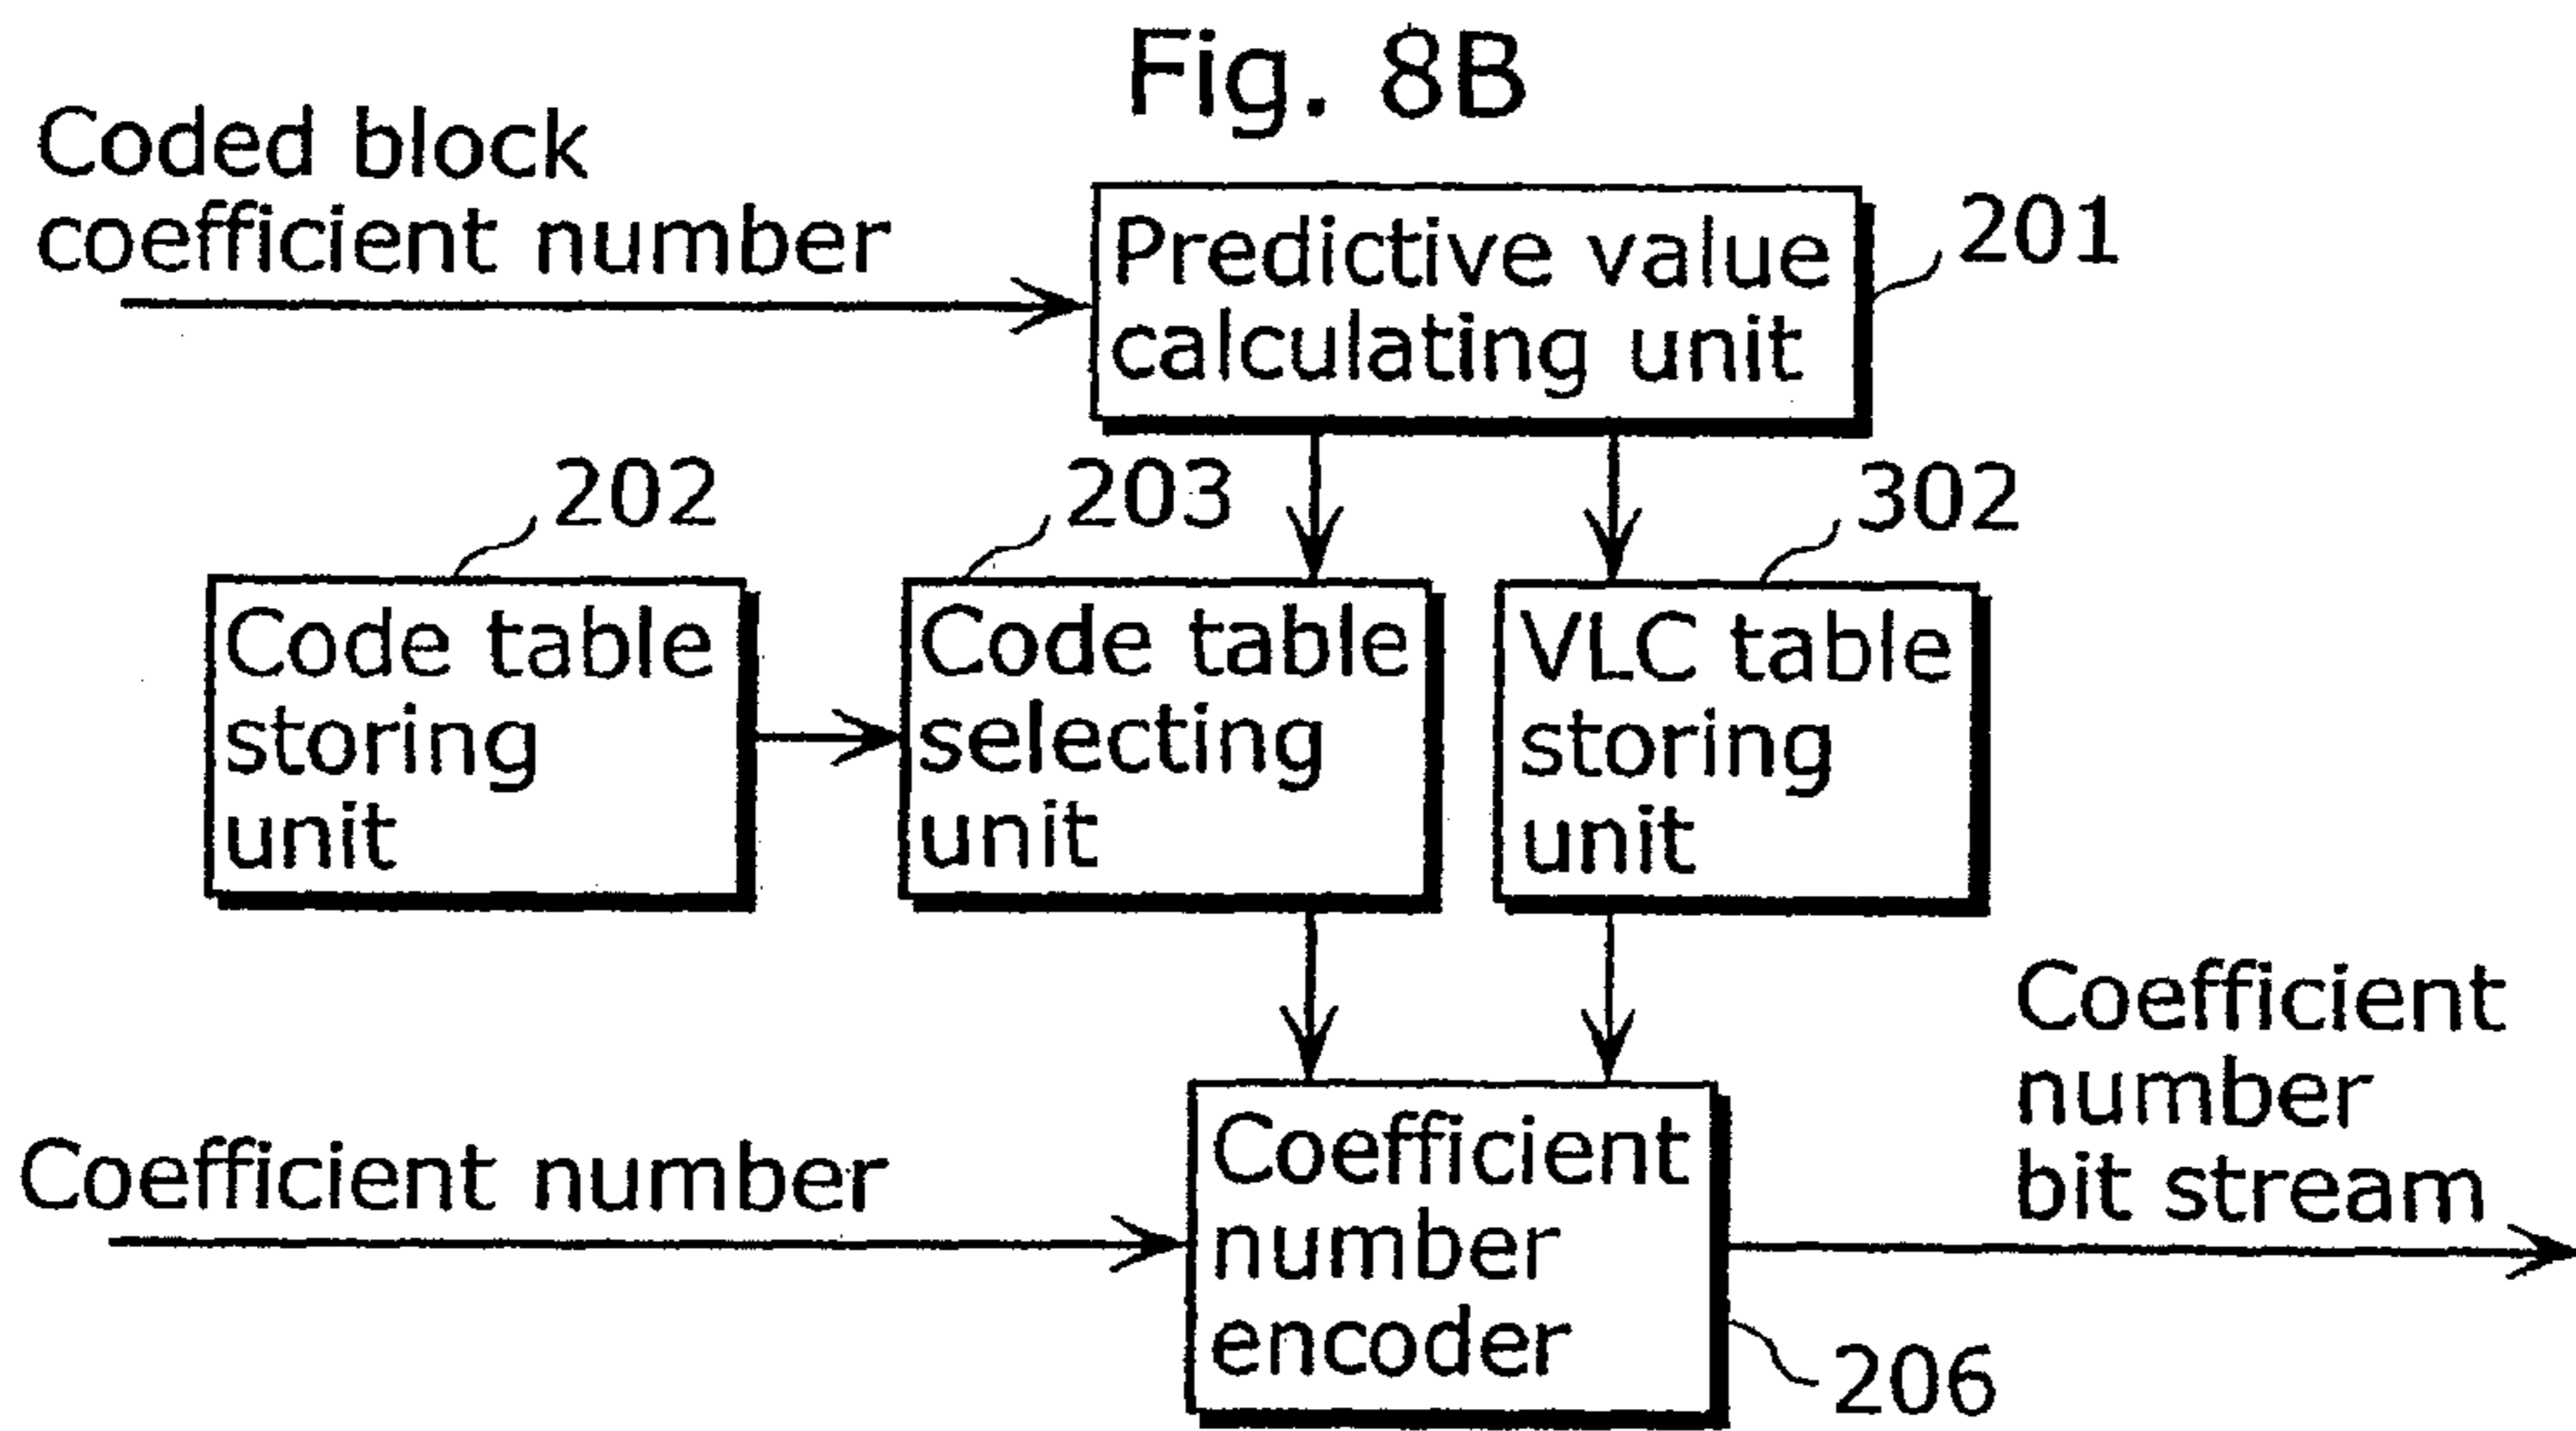 Fig. 8B
Coded block
coefficient number
Predictive value
calculating unit
201
202
203
302
Code table
storing
unit
Code table
selecting
unit
VLC table
storing
unit
Coefficient
number
bit stream
Coefficient number
Coefficient
number
encoder
206